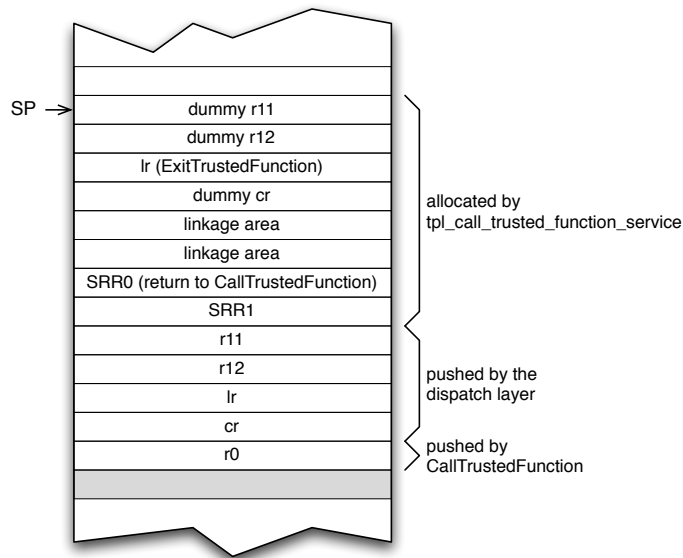 SP
dummy r11
dummy r12
lr (ExitTrustedFunction)
dummy cr
linkage area
linkage area
SRR0 (return to CallTrustedFunction)
SRR1
r11
r12
lr
cr
r0
allocated by
tpl_call_trusted_function_service
pushed by the
dispatch layer
pushed by
CallTrustedFunction